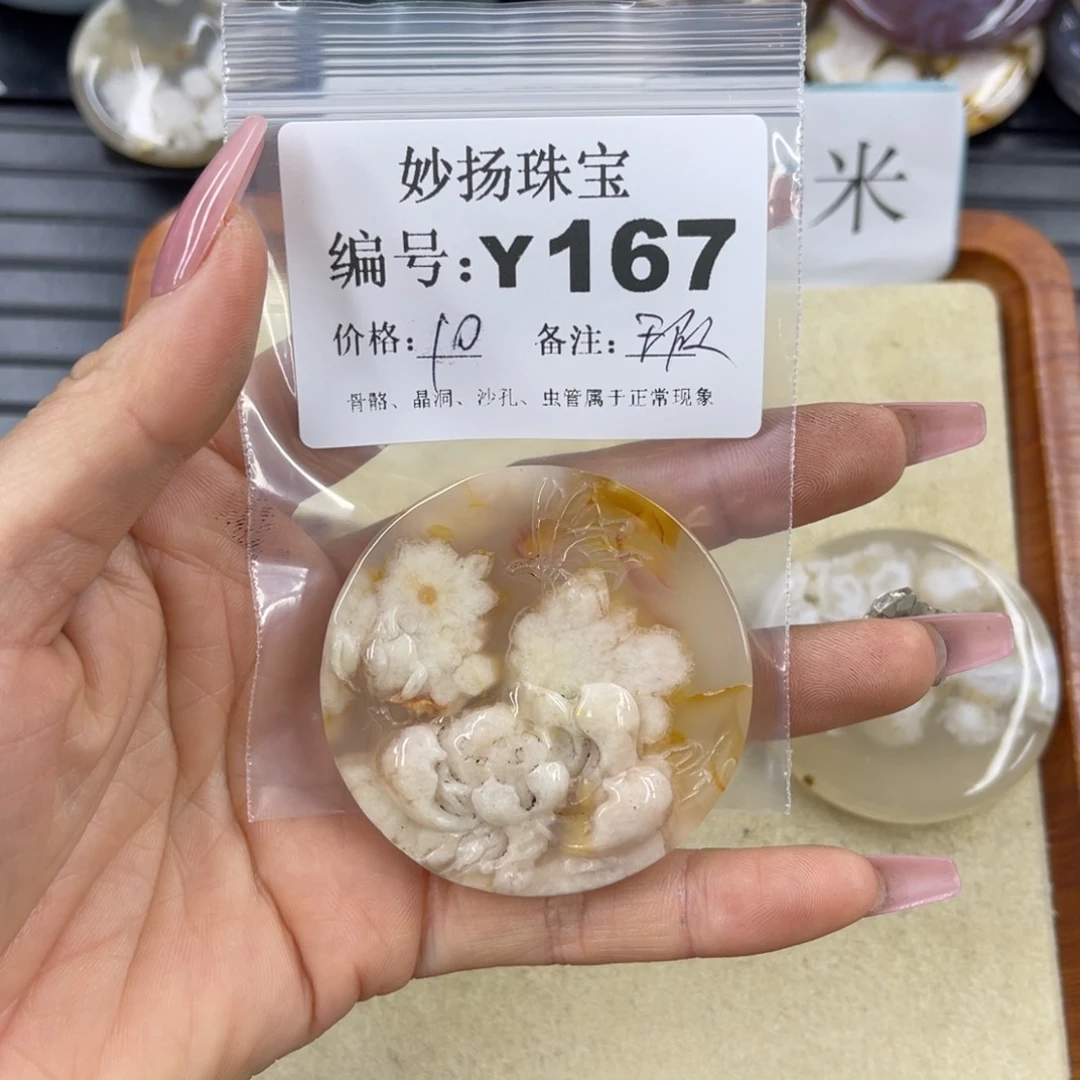 妙扬珠宝
编号:Y167
价格:10 备注:
骨骼、晶洞、沙孔、虫管属于正常现象
米